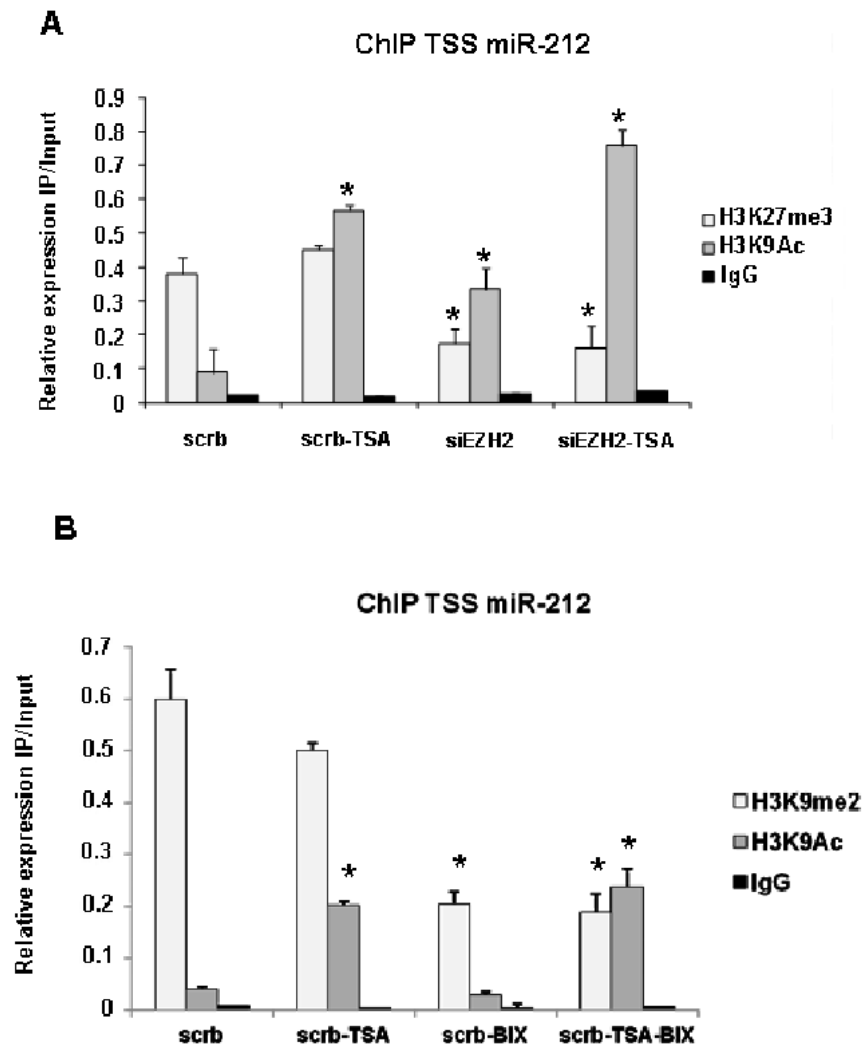 A
ChIP TSS miR-212
Relative expression IP/Input
0.9
0.8
0.7
0.6
0.5
0.4
0.3
0.2
0.1
0
*
*
*
*
*
H3K27me3
H3K9Ac
IgG
scrb
scrb-TSA
siEZH2
siEZH2-TSA
B
ChIP TSS miR-212
Relative expression IP/Input
0.7
0.6
0.5
0.4
0.3
0.2
0.1
0
*
*
*
*
H3K9me2
H3K9Ac
IgG
scrb
scrb-TSA
scrb-BIX
scrb-TSA-BIX